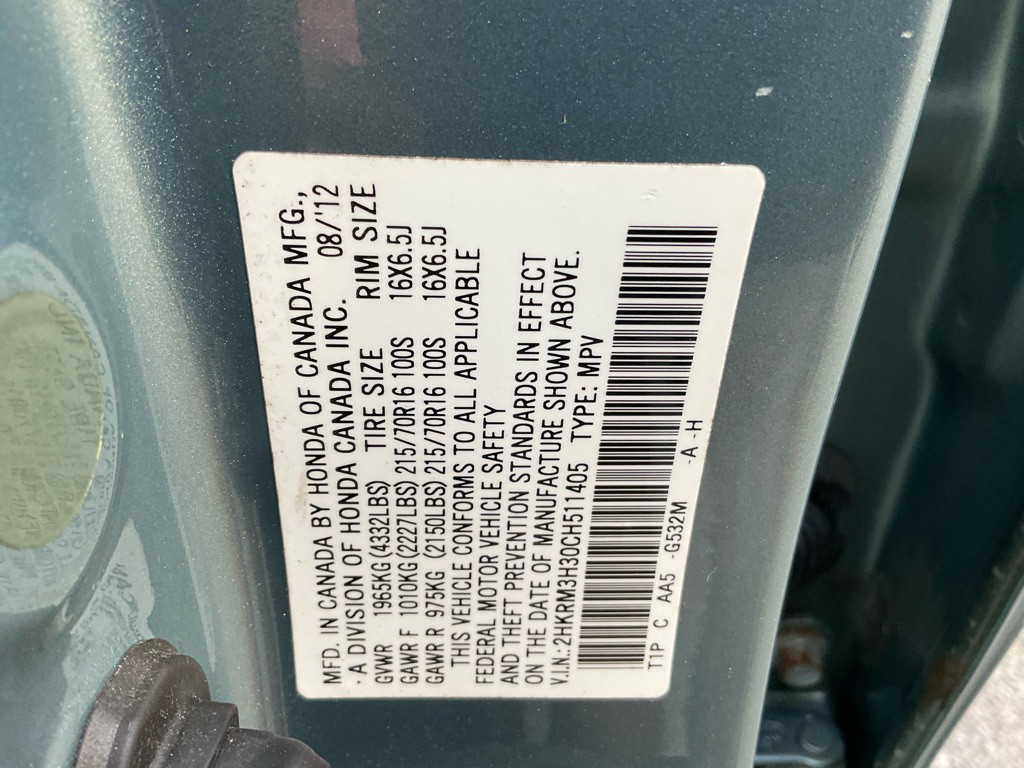 MFD. IN CANADA BY HONDA OF CANADA MFG.,
· A DIVISION OF HONDA CANADA INC. 08/'12
GVWR 1965KG(4332LBS) TIRE SIZE RIM SIZE
GAWR F 1010KG(2227LBS) 215/70R16 100S 16X6.5J
GAWR R 975KG (2150LBS) 215/70R16 100S 16X6.5J
THIS VEHICLE CONFORMS TO ALL APPLICABLE
FEDERAL MOTOR VEHICLE SAFETY
AND THEFT PREVENTION STANDARDS IN EFFECT
ON THE DATE OF MANUFACTURE SHOWN ABOVE.
V.I.N.: 2HKRM3H30CH511405 TYPE: MPV
T1P C AA5 -G532M -A -H